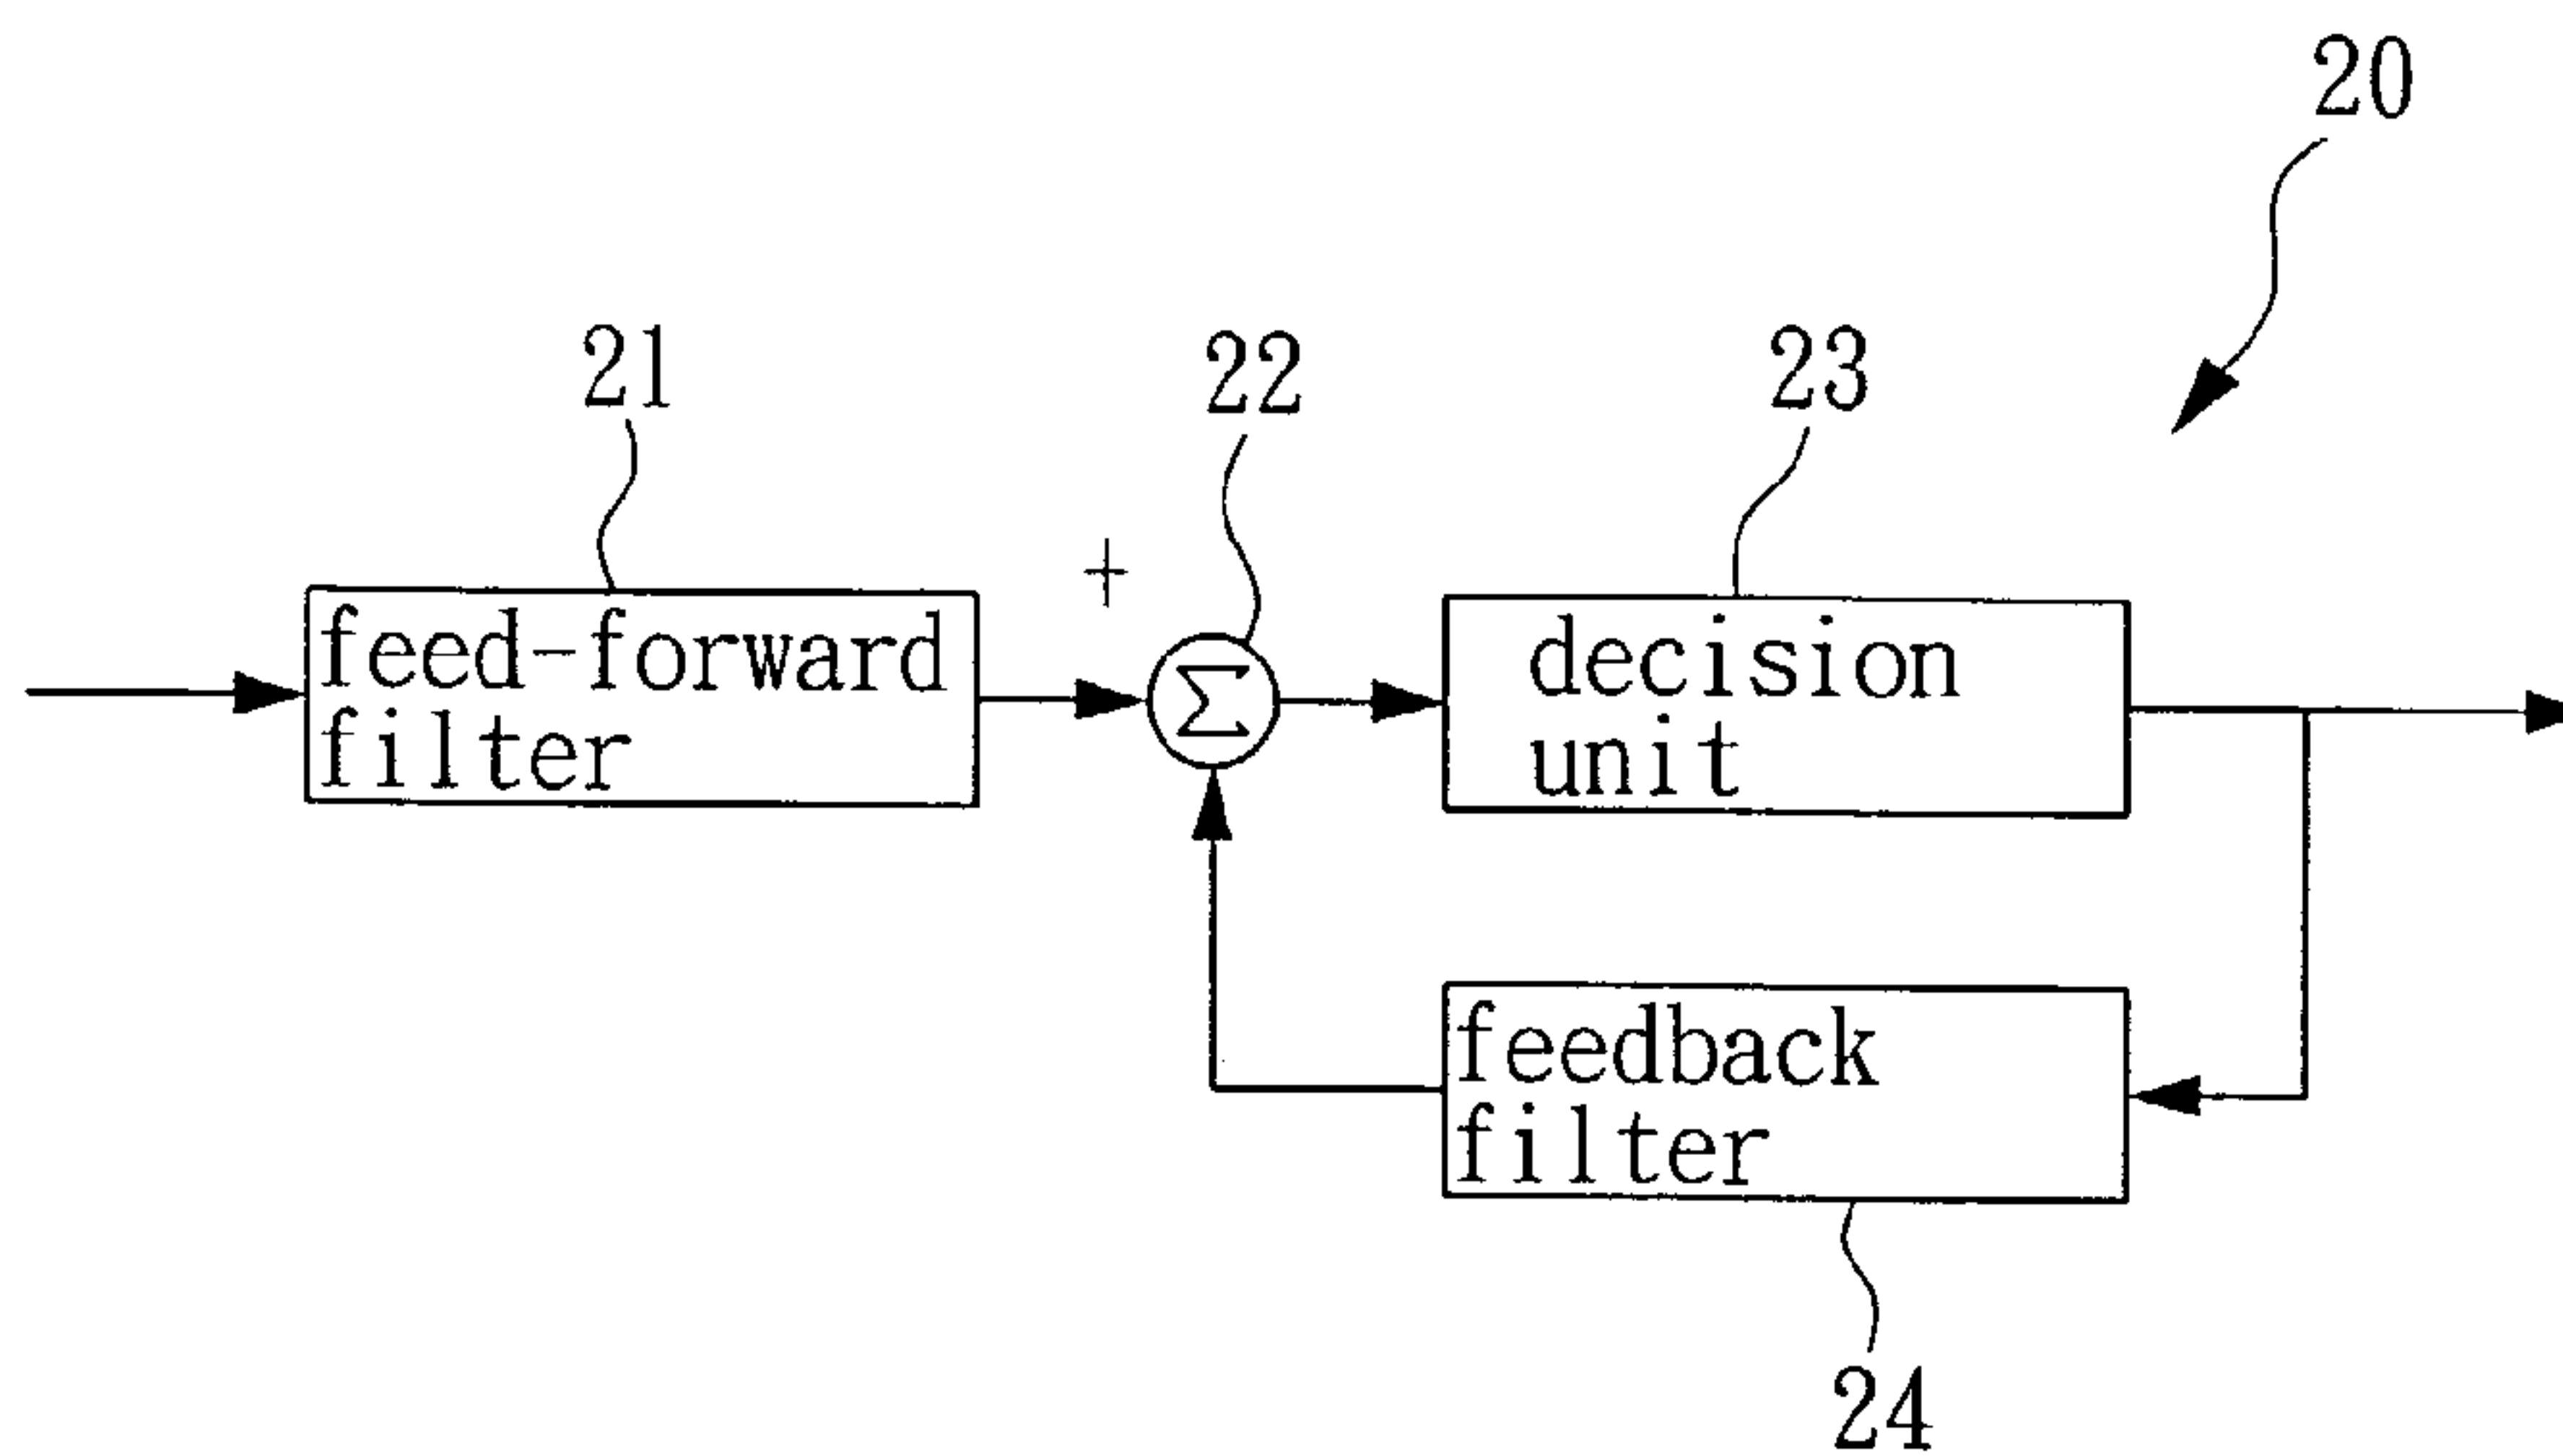 20
21
22
23
+
feed-forward
filter
Σ
decision
unit
feedback
filter
24